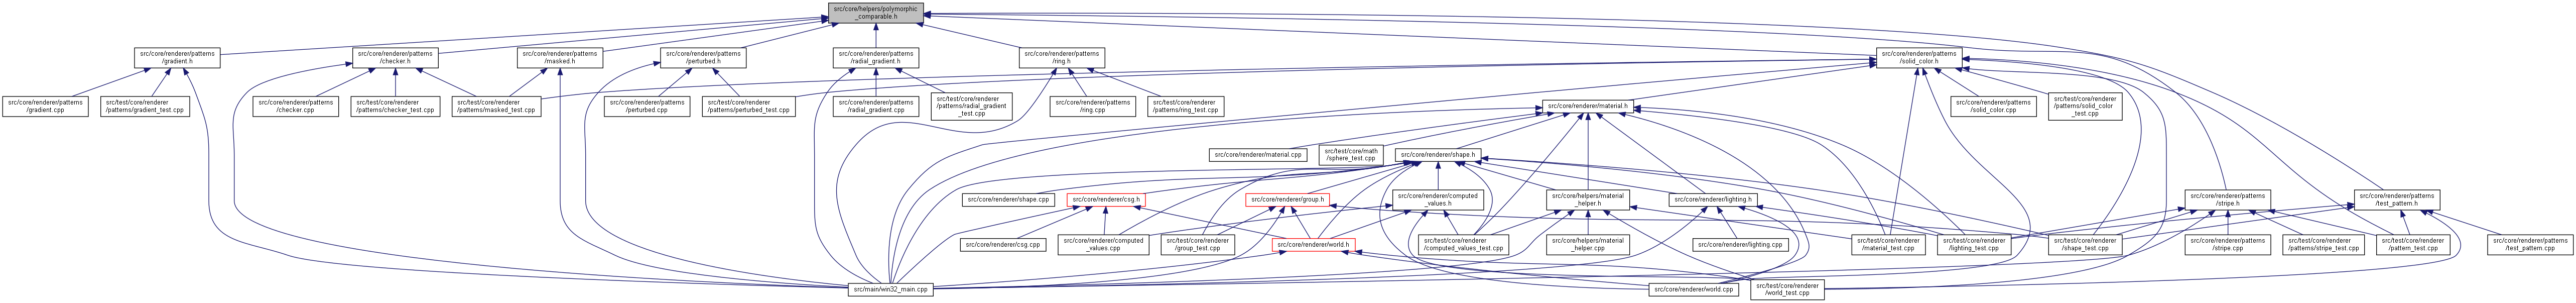 src/core/helpers/polymorphic
_comparable.h
src/core/renderer/patterns
/gradient.h
src/core/renderer/patterns
/checker.h
src/core/renderer/patterns
/masked.h
src/core/renderer/patterns
/perturbed.h
src/core/renderer/patterns
/radial_gradient.h
src/core/renderer/patterns
/ring.h
src/core/renderer/patterns
/solid_color.h
src/core/renderer/patterns
/gradient.cpp
src/test/core/renderer
/patterns/gradient_test.cpp
src/core/renderer/patterns
/checker.cpp
src/test/core/renderer
/patterns/checker_test.cpp
src/test/core/renderer
/patterns/masked_test.cpp
src/core/renderer/patterns
/perturbed.cpp
src/test/core/renderer
/patterns/perturbed_test.cpp
src/core/renderer/patterns
/radial_gradient.cpp
src/test/core/renderer
/patterns/radial_gradient
_test.cpp
src/core/renderer/patterns
/ring.cpp
src/test/core/renderer
/patterns/ring_test.cpp
src/core/renderer/material.h
src/core/renderer/patterns
/solid_color.cpp
src/test/core/renderer
/patterns/solid_color
_test.cpp
src/core/renderer/material.cpp
src/test/core/math
/sphere_test.cpp
src/core/renderer/shape.h
src/core/renderer/shape.cpp
src/core/renderer/csg.h
src/core/renderer/group.h
src/core/renderer/computed
_values.h
src/core/helpers/material
_helper.h
src/core/renderer/lighting.h
src/core/renderer/patterns
/stripe.h
src/core/renderer/patterns
/test_pattern.h
src/core/renderer/csg.cpp
src/core/renderer/computed
_values.cpp
src/test/core/renderer
/group_test.cpp
src/core/renderer/world.h
src/test/core/renderer
/computed_values_test.cpp
src/core/helpers/material
_helper.cpp
src/core/renderer/lighting.cpp
src/test/core/renderer
/material_test.cpp
src/test/core/renderer
/lighting_test.cpp
src/test/core/renderer
/shape_test.cpp
src/core/renderer/patterns
/stripe.cpp
src/test/core/renderer
/patterns/stripe_test.cpp
src/test/core/renderer
/pattern_test.cpp
src/core/renderer/patterns
/test_pattern.cpp
src/main/win32_main.cpp
src/core/renderer/world.cpp
src/test/core/renderer
/world_test.cpp